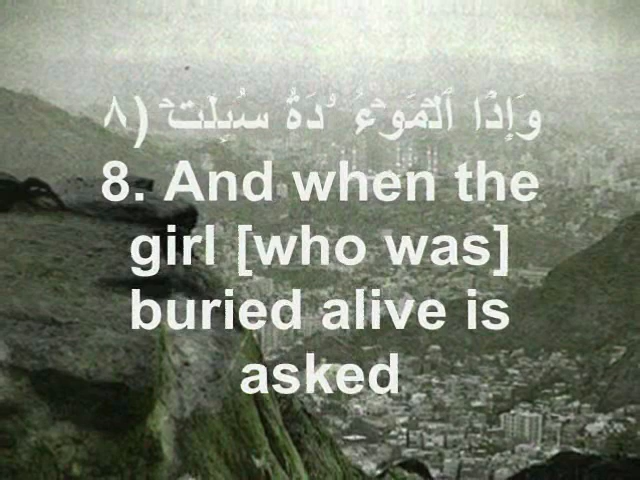 وَإِذَا ٱلۡمَوۡءُ ۥدَةُ سُٮِٕلَتۡ (٨
8. And when the
girl [who was]
buried alive is
asked